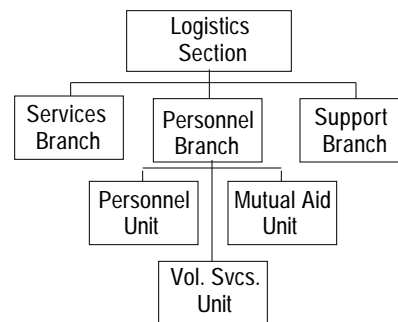 Logistics
Section
Services
Branch
Personnel
Branch
Support
Branch
Personnel
Unit
Mutual Aid
Unit
Vol. Svcs.
Unit